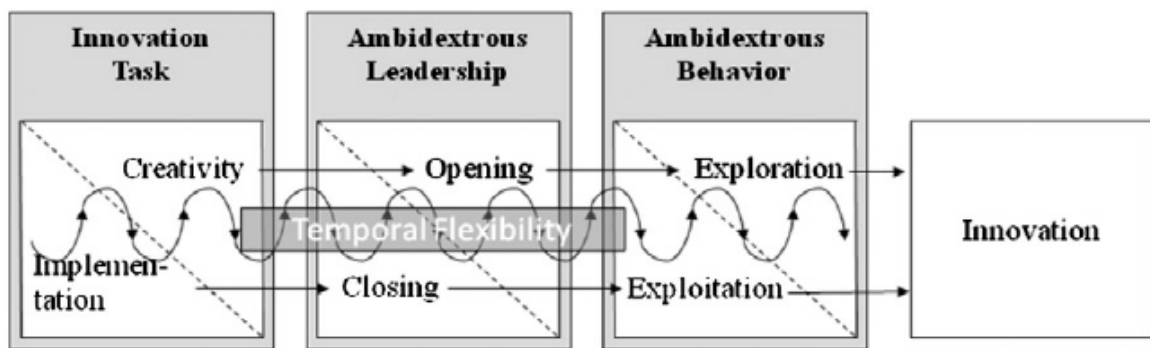 Innovation
Task
Ambidextrous
Leadership
Ambidextrous
Behavior
Creativity
Opening
Exploration
Temporal Flexibility
Innovation
Implemen-
tation
Closing
Exploitation